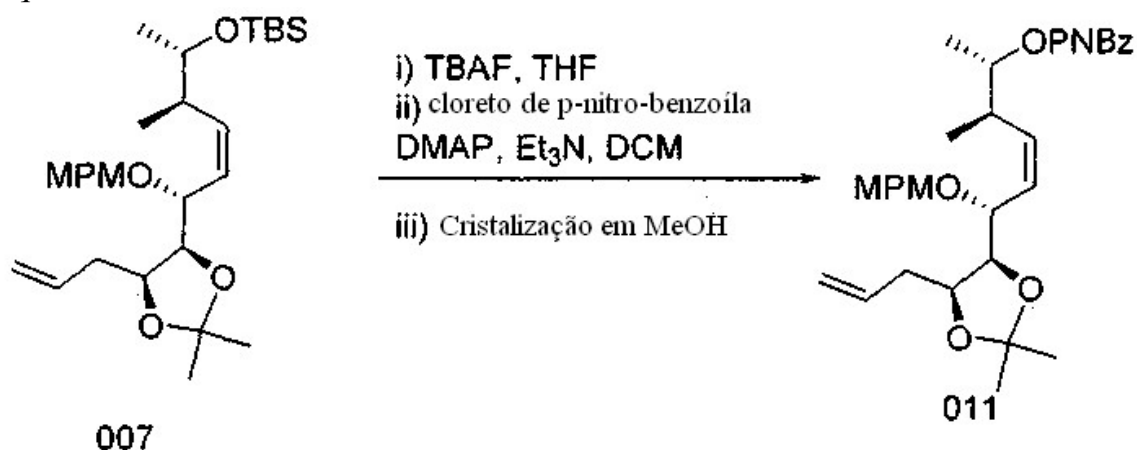 OTBS
MPMO
O
O
007
i) TBAF, THF
ii) cloreto de p-nitro-benzoíla
DMAP, Et₃N, DCM
iii) Cristalização em MeOH
OPNBz
MPMO
O
O
011